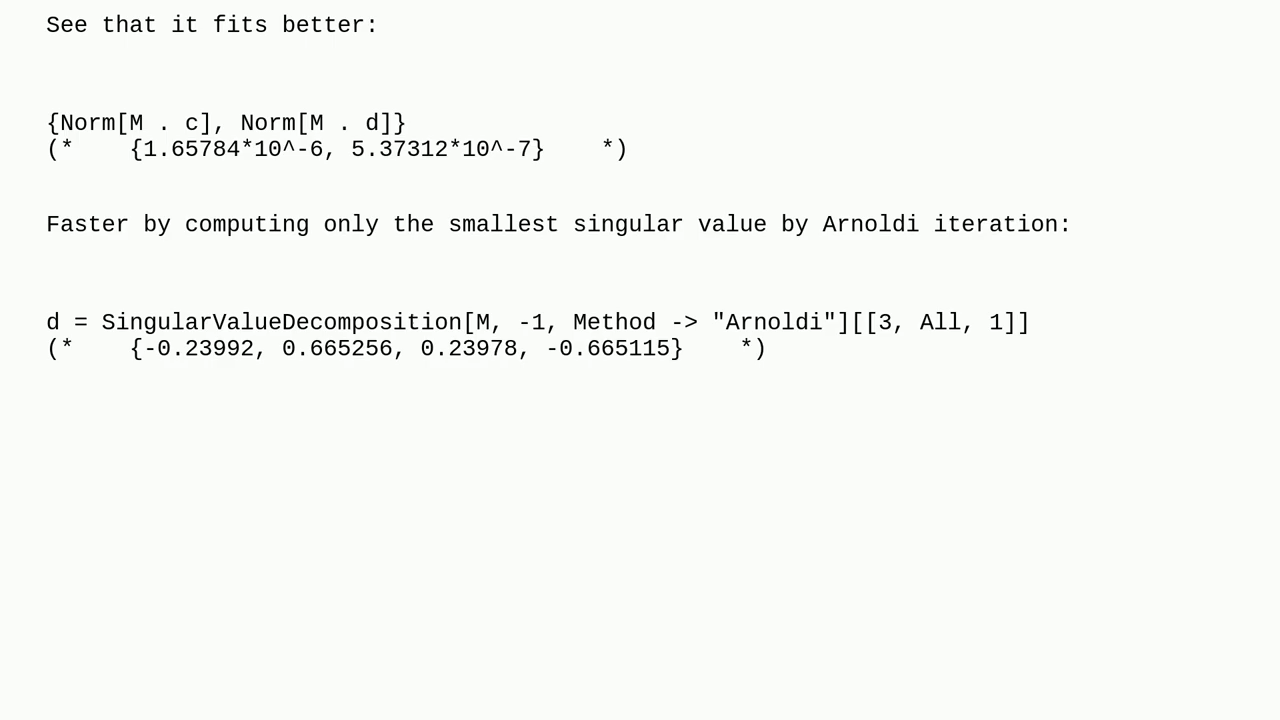 See that it fits better:
{Norm[M . c], Norm[M . d]}
(*    {1.65784*10^-6, 5.37312*10^-7}    *)
Faster by computing only the smallest singular value by Arnoldi iteration:
d = SingularValueDecomposition[M, -1, Method -> "Arnoldi"][[3, All, 1]]
(*    {-0.23992, 0.665256, 0.23978, -0.665115}    *)